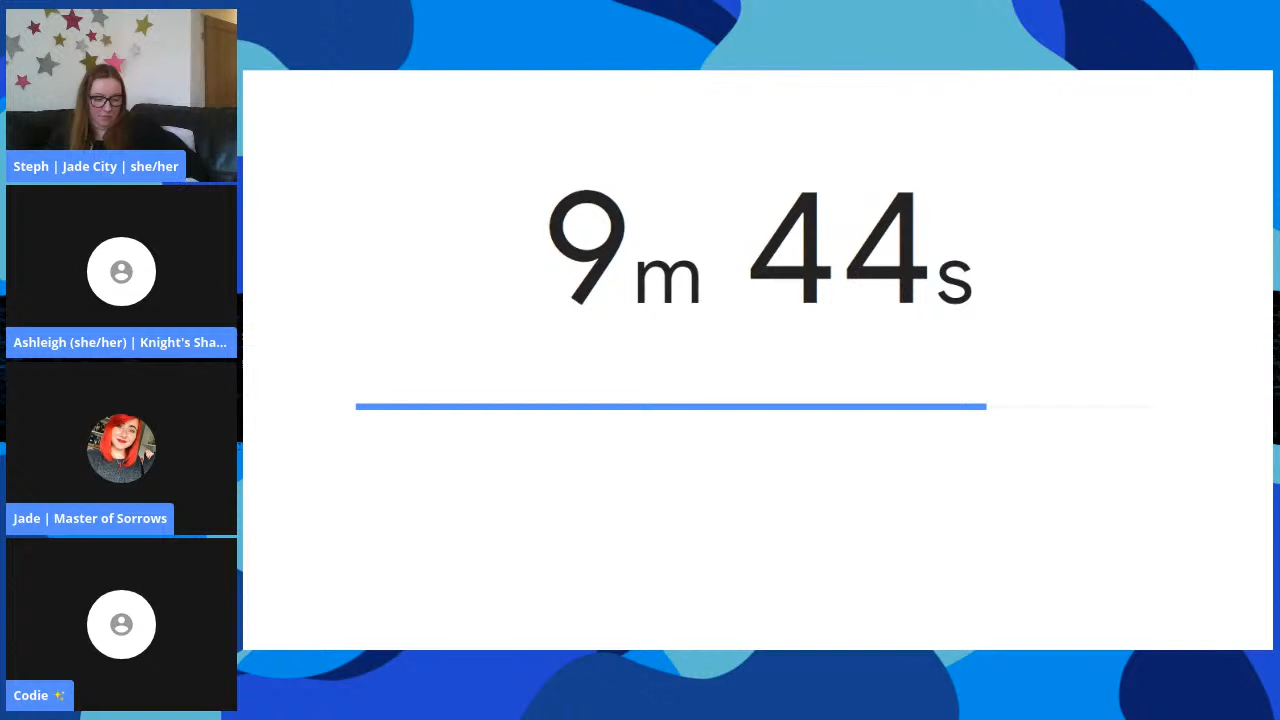 Steph | Jade City | she/her
9m 44s
Ashleigh (she/her) | Knight's Sha...
Jade | Master of Sorrows
Codie ✨